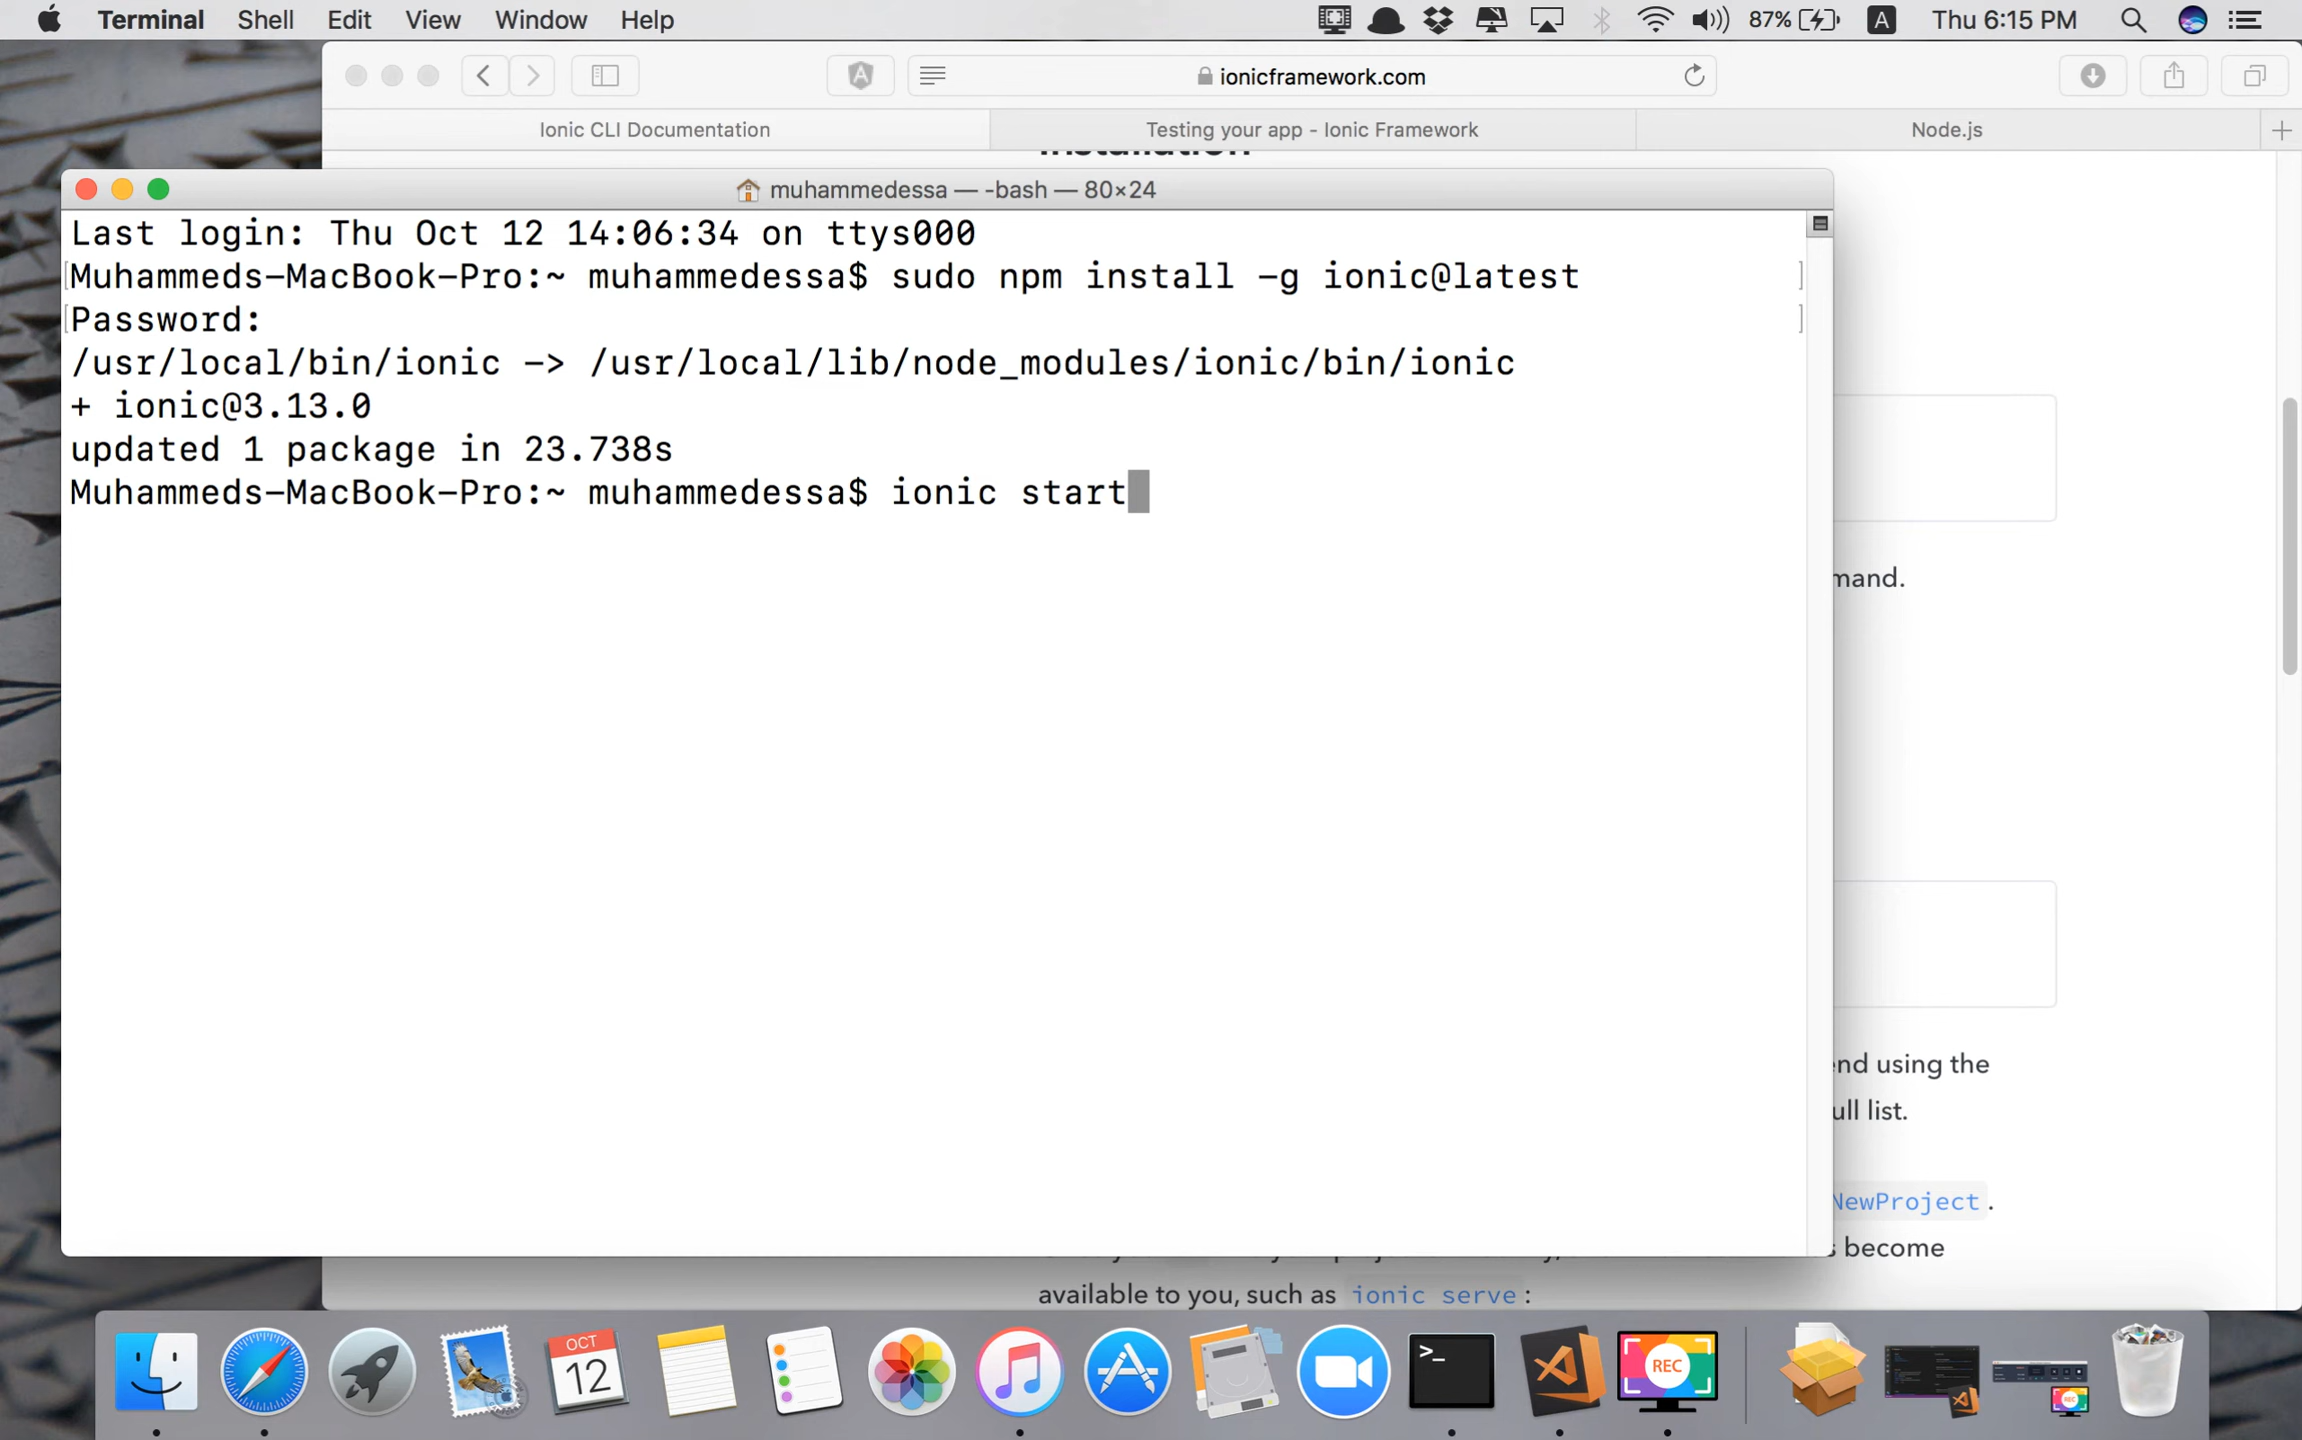 Terminal Shell Edit View Window Help
87% A Thu 6:15 PM
ionicframework.com
Ionic CLI Documentation
Testing your app - Ionic Framework
Node.js
Installation
muhammedessa — -bash — 80×24
Last login: Thu Oct 12 14:06:34 on ttys000
[Muhammeds-MacBook-Pro:~ muhammedessa$ sudo npm install -g ionic@latest ]
[Password: ]
/usr/local/bin/ionic -> /usr/local/lib/node_modules/ionic/bin/ionic
+ ionic@3.13.0
updated 1 package in 23.738s
Muhammeds-MacBook-Pro:~ muhammedessa$ ionic start
mand.
end using the
ull list.
NewProject.
s become
available to you, such as ionic serve:
OCT
12
>_
REC
REC